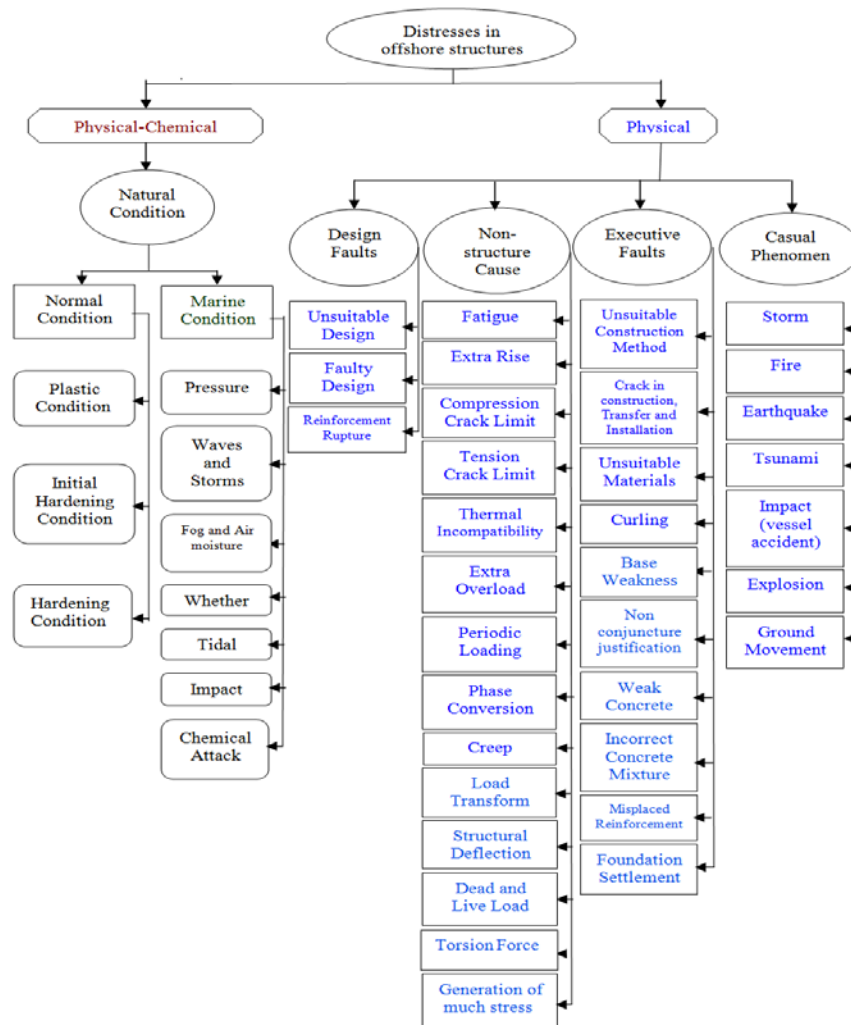 Distresses in
offshore structures
Physical-Chemical
Physical
Natural
Condition
Design
Faults
Non-
structure
Cause
Executive
Faults
Casual
Phenomen
Normal
Condition
Plastic
Condition
Initial
Hardening
Condition
Hardening
Condition
Marine
Condition
Pressure
Waves
and
Storms
Fog and Air
moisture
Whether
Tidal
Impact
Chemical
Attack
Unsuitable
Design
Faulty
Design
Reinforcement
Rupture
Fatigue
Extra Rise
Compression
Crack Limit
Tension
Crack Limit
Thermal
Incompatibility
Extra
Overload
Periodic
Loading
Phase
Conversion
Creep
Load
Transform
Structural
Deflection
Dead and
Live Load
Torsion Force
Generation of
much stress
Unsuitable
Construction
Method
Crack in
construction,
Transfer and
Installation
Unsuitable
Materials
Curling
Base
Weakness
Non
conjuncture
justification
Weak
Concrete
Incorrect
Concrete
Mixture
Misplaced
Reinforcement
Foundation
Settlement
Storm
Fire
Earthquake
Tsunami
Impact
(vessel
accident)
Explosion
Ground
Movement